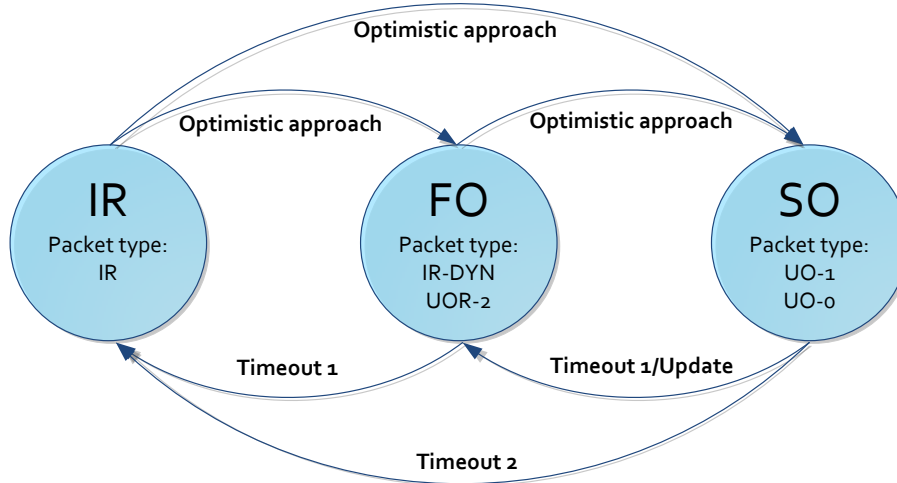 Optimistic approach
Optimistic approach
Optimistic approach
IR
Packet type:
IR
FO
Packet type:
IR-DYN
UOR-2
SO
Packet type:
UO-1
UO-0
Timeout 1
Timeout 1/Update
Timeout 2